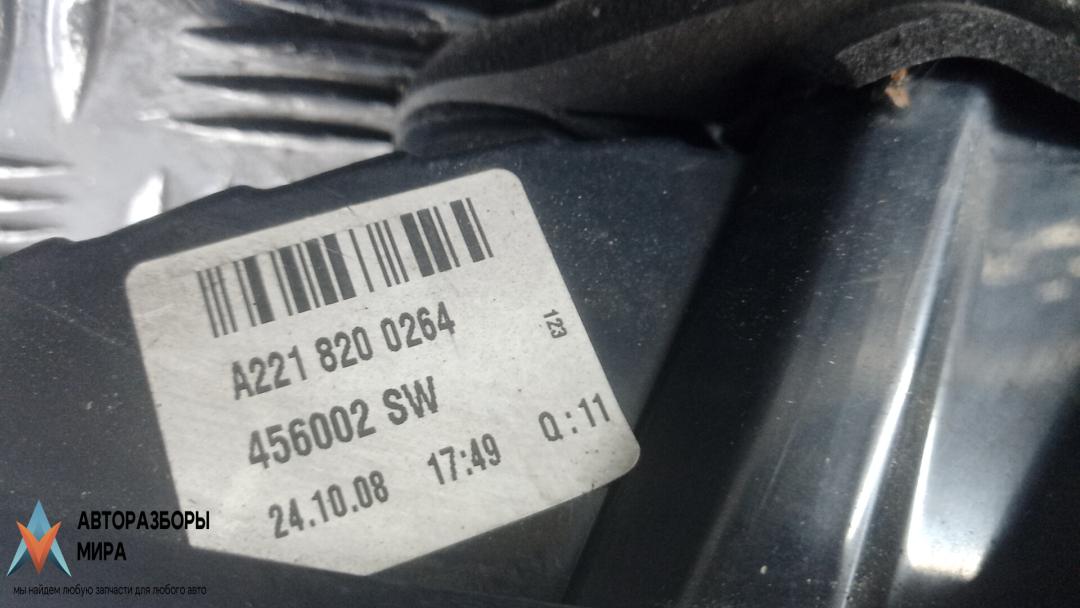 A221 820 0264
123
456002 SW
24.10.08 17:49 Q:11
АВТОРАЗБОРЫ
МИРА
мы найдем любую запчасти для любого авто